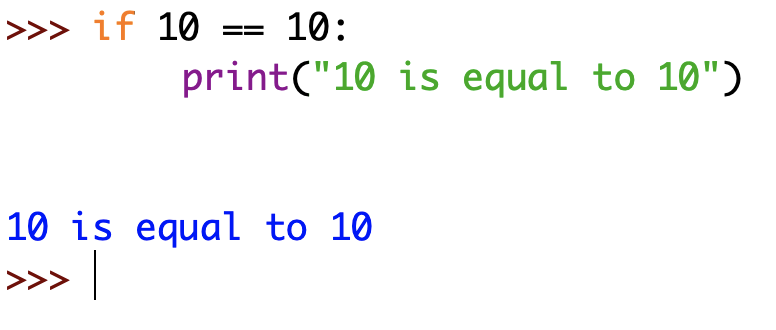 >>> if 10 == 10:
        print("10 is equal to 10")
10 is equal to 10
>>>